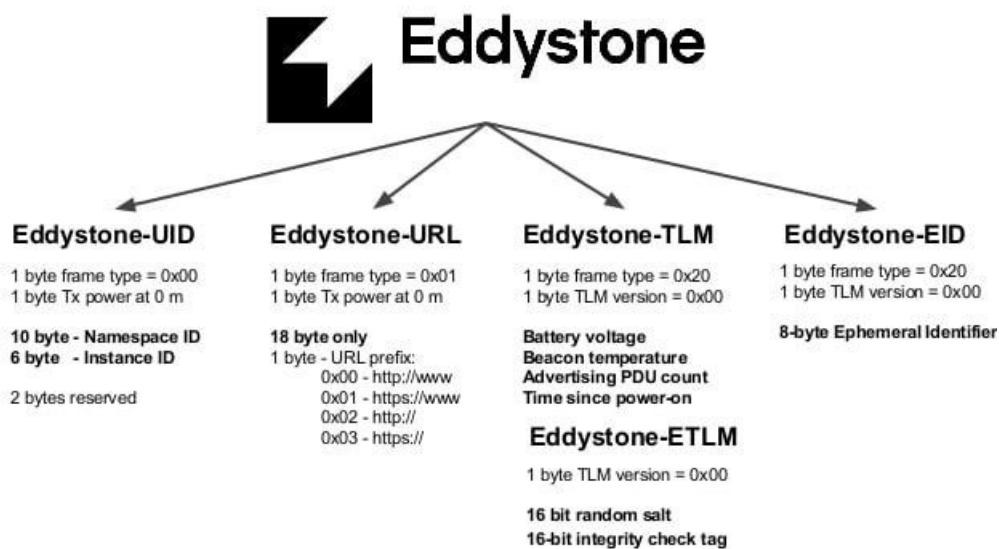 Eddystone
Eddystone-UID
1 byte frame type = 0x00
1 byte Tx power at 0 m
10 byte - Namespace ID
6 byte - Instance ID
2 bytes reserved
Eddystone-URL
1 byte frame type = 0x01
1 byte Tx power at 0 m
18 byte only
1 byte - URL prefix:
0x00 - http://www
0x01 - https://www
0x02 - http://
0x03 - https://
Eddystone-TLM
1 byte frame type = 0x20
1 byte TLM version = 0x00
Battery voltage
Beacon temperature
Advertising PDU count
Time since power-on
Eddystone-ETLM
1 byte TLM version = 0x00
16 bit random salt
16-bit integrity check tag
Eddystone-EID
1 byte frame type = 0x20
1 byte TLM version = 0x00
8-byte Ephemeral Identifier